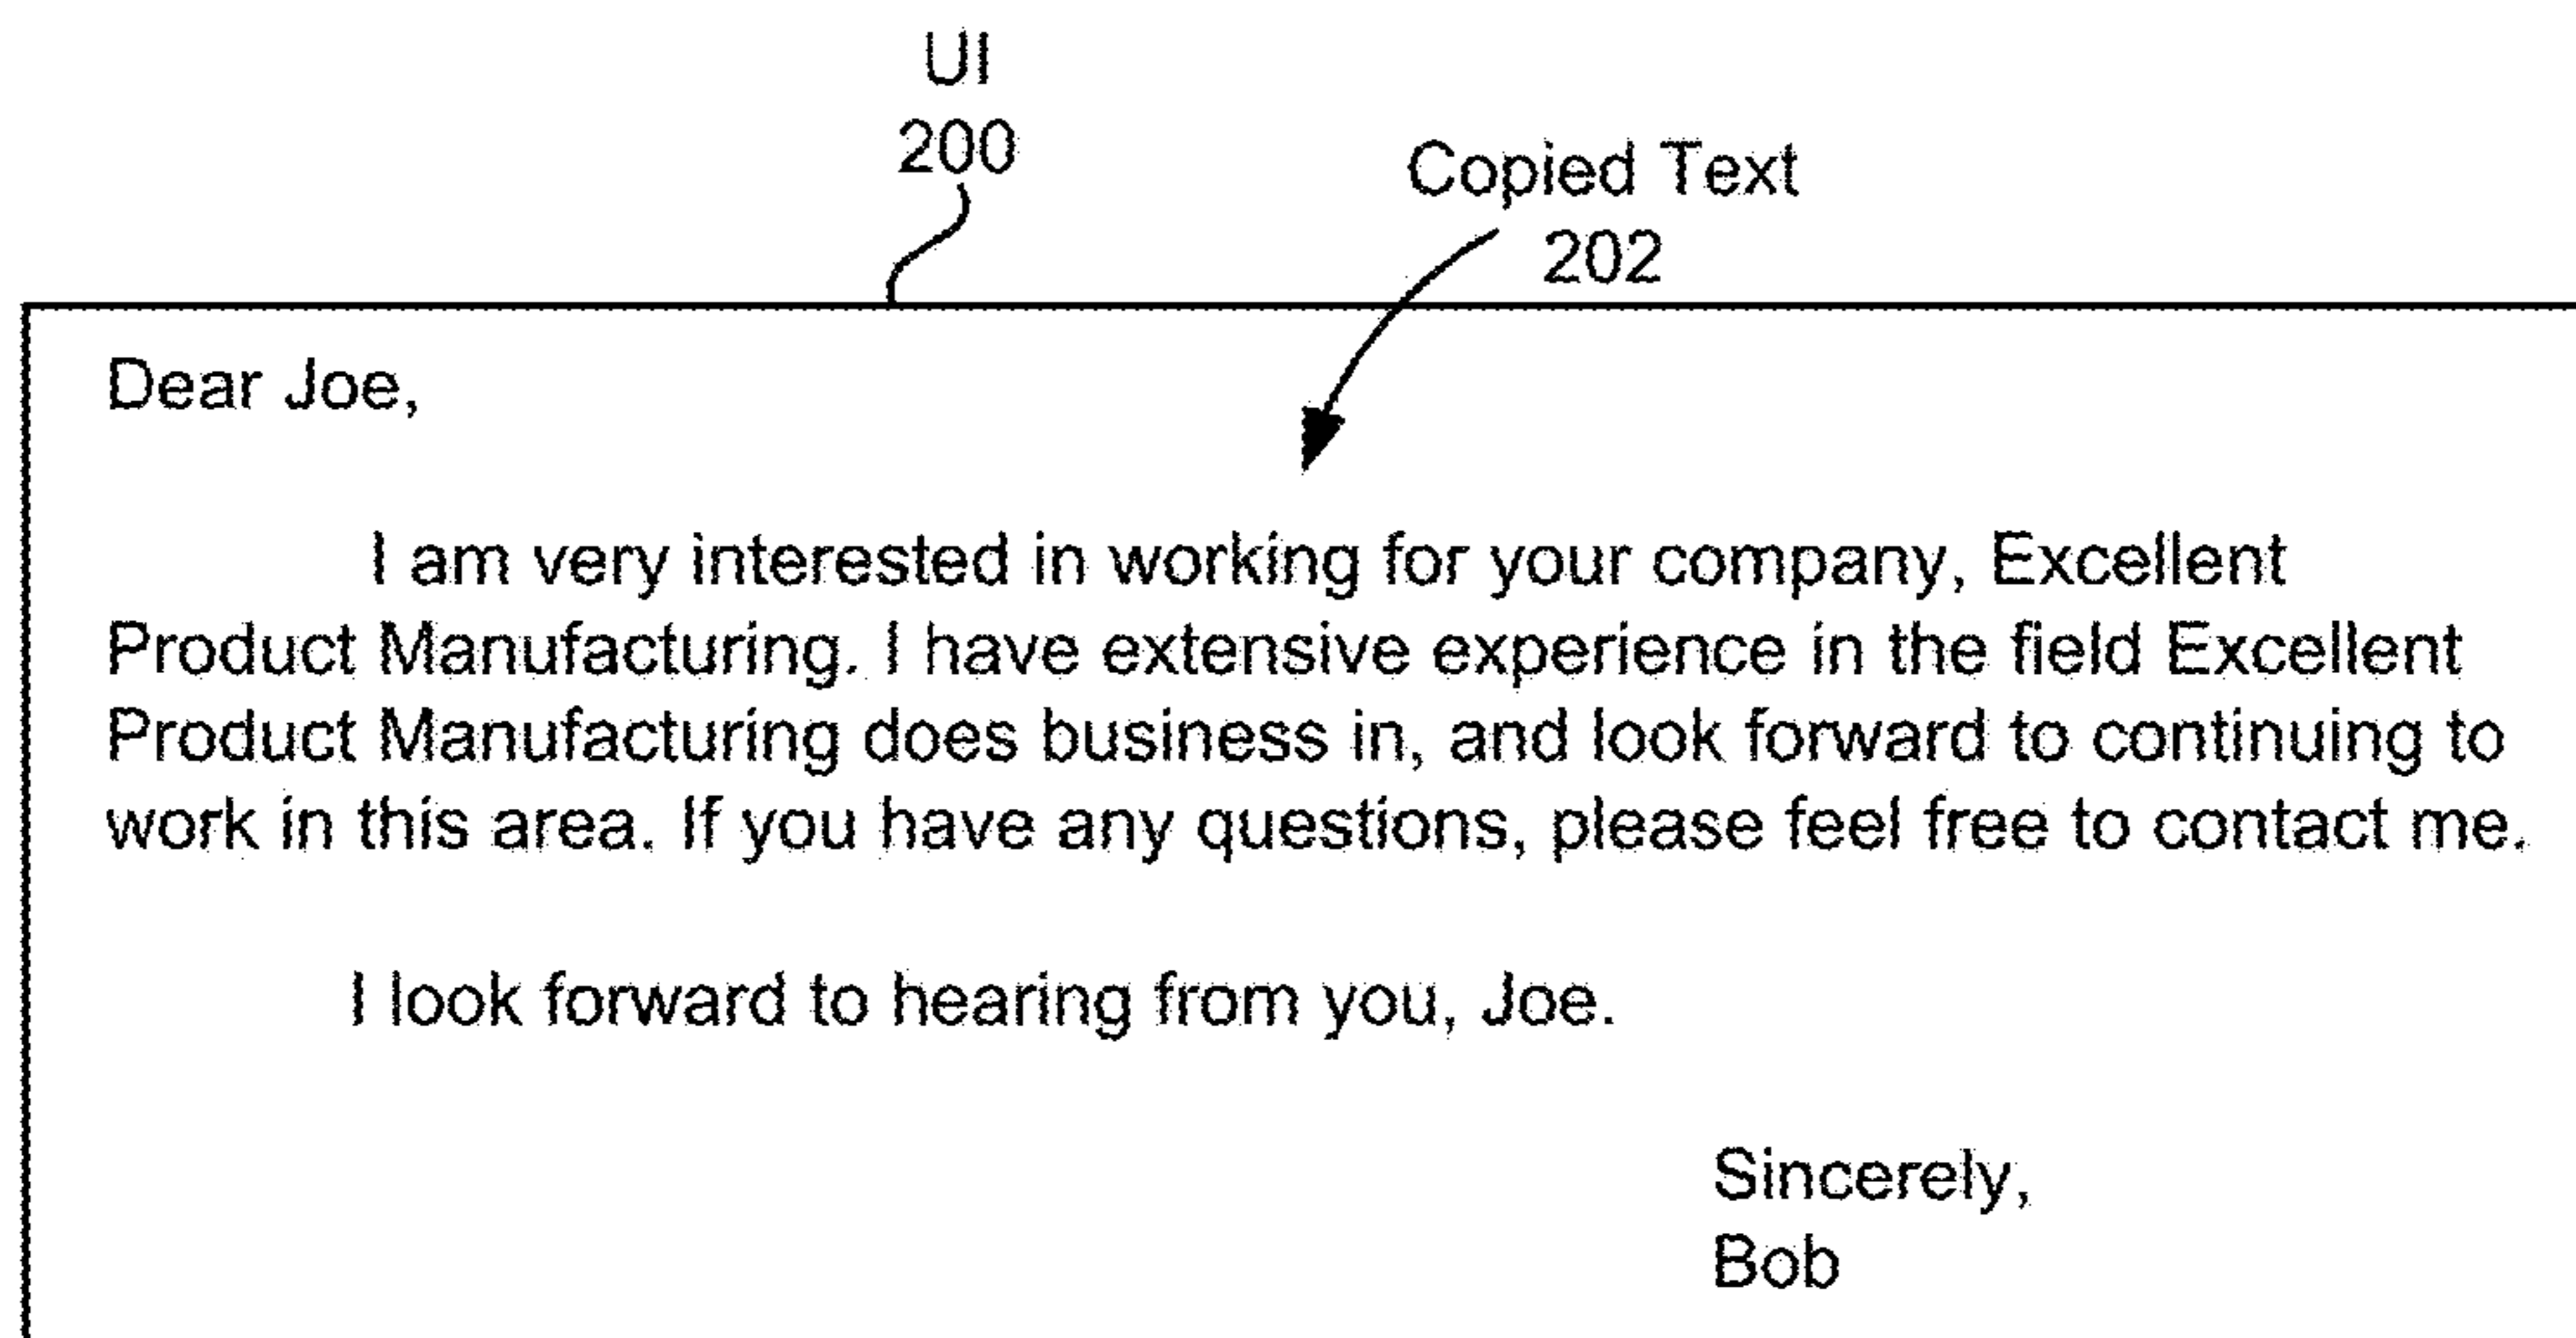 UI
200
Copied Text
202
Dear Joe,
I am very interested in working for your company, Excellent
Product Manufacturing. I have extensive experience in the field Excellent
Product Manufacturing does business in, and look forward to continuing to
work in this area. If you have any questions, please feel free to contact me.
I look forward to hearing from you, Joe.
Sincerely,
Bob